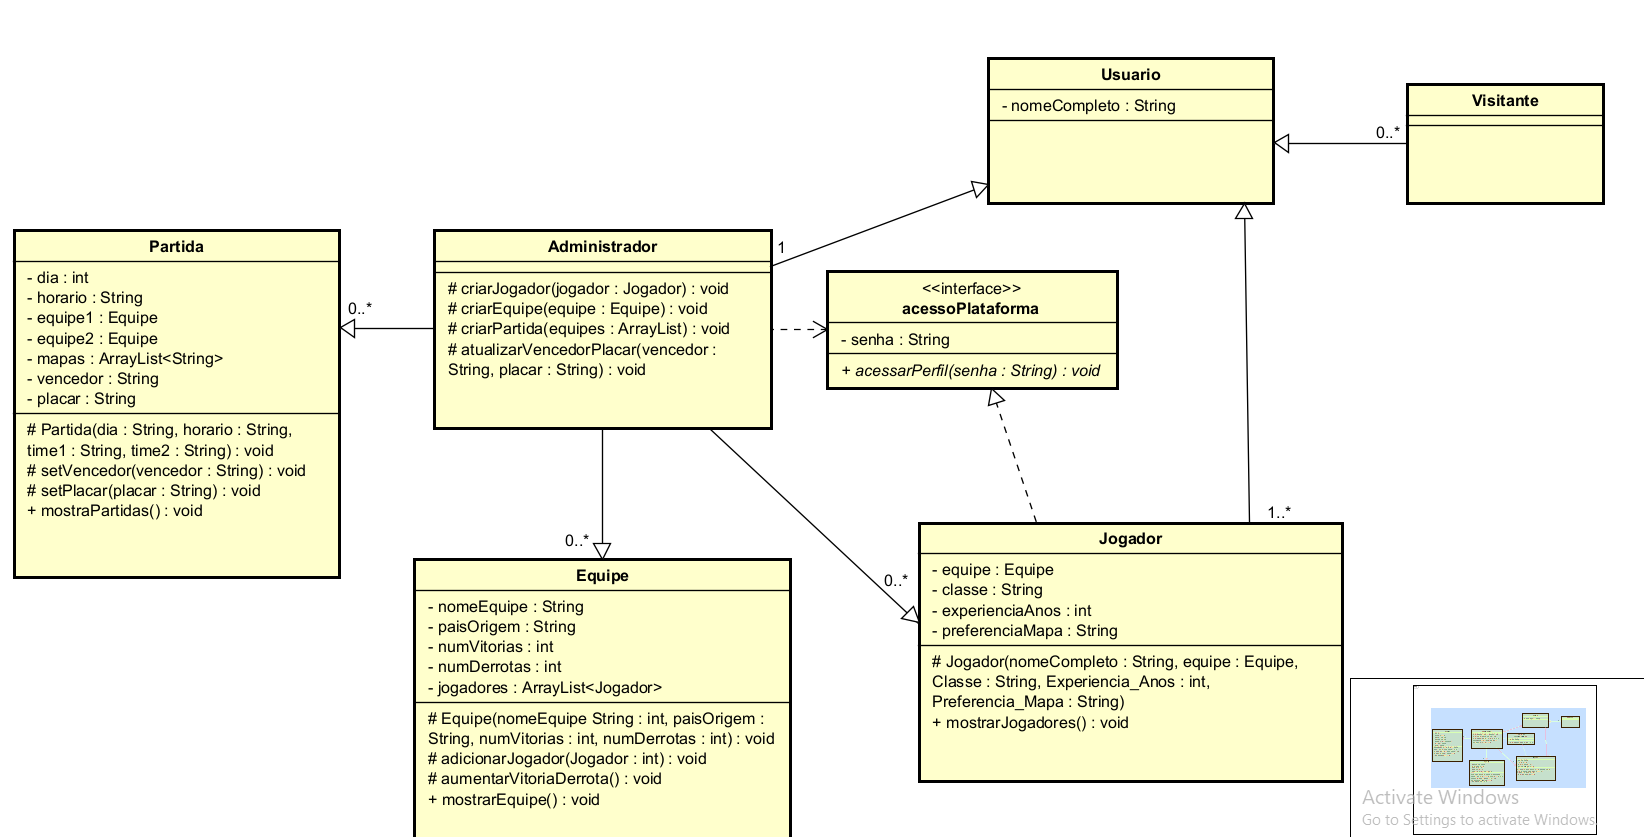 Usuario
- nomeCompleto : String
Visitante
0..*
Partida
- dia : int
- horario : String
- equipe1 : Equipe
- equipe2 : Equipe
- mapas : ArrayList<String>
- vencedor : String
- placar : String
# Partida(dia : String, horario : String,
time1 : String, time2 : String) : void
# setVencedor(vencedor : String) : void
# setPlacar(placar : String) : void
+ mostraPartidas() : void
0..*
Administrador
# criarJogador(jogador : Jogador) : void
# criarEquipe(equipe : Equipe) : void
# criarPartida(equipes : ArrayList) : void
# atualizarVencedorPlacar(vencedor :
String, placar : String) : void
1
<<interface>>
acessoPlataforma
- senha : String
+ acessarPerfil(senha : String) : void
0..*
Equipe
- nomeEquipe : String
- paisOrigem : String
- numVitorias : int
- numDerrotas : int
- jogadores : ArrayList<Jogador>
# Equipe(nomeEquipe String : int, paisOrigem :
String, numVitorias : int, numDerrotas : int) : void
# adicionarJogador(Jogador : int) : void
# aumentarVitoriaDerrota() : void
+ mostrarEquipe() : void
0..*
1..*
Jogador
- equipe : Equipe
- classe : String
- experienciaAnos : int
- preferenciaMapa : String
# Jogador(nomeCompleto : String, equipe : Equipe,
Classe : String, Experiencia_Anos : int,
Preferencia_Mapa : String)
+ mostrarJogadores() : void
Activate Windows
Go to Settings to activate Windows.